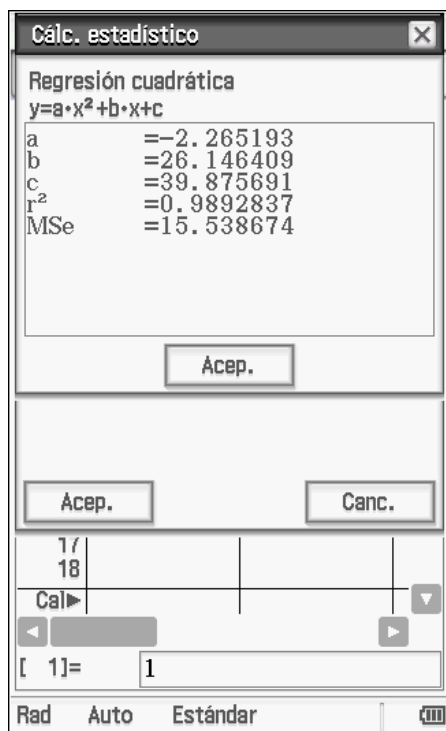 Cálc. estadístico
Regresión cuadrática
y=a·x²+b·x+c
a =-2.265193
b =26.146409
c =39.875691
r² =0.9892837
MSe =15.538674
Acep.
Acep. Canc.
17
18
Cal▶
[ 1]= 1
Rad Auto Estándar